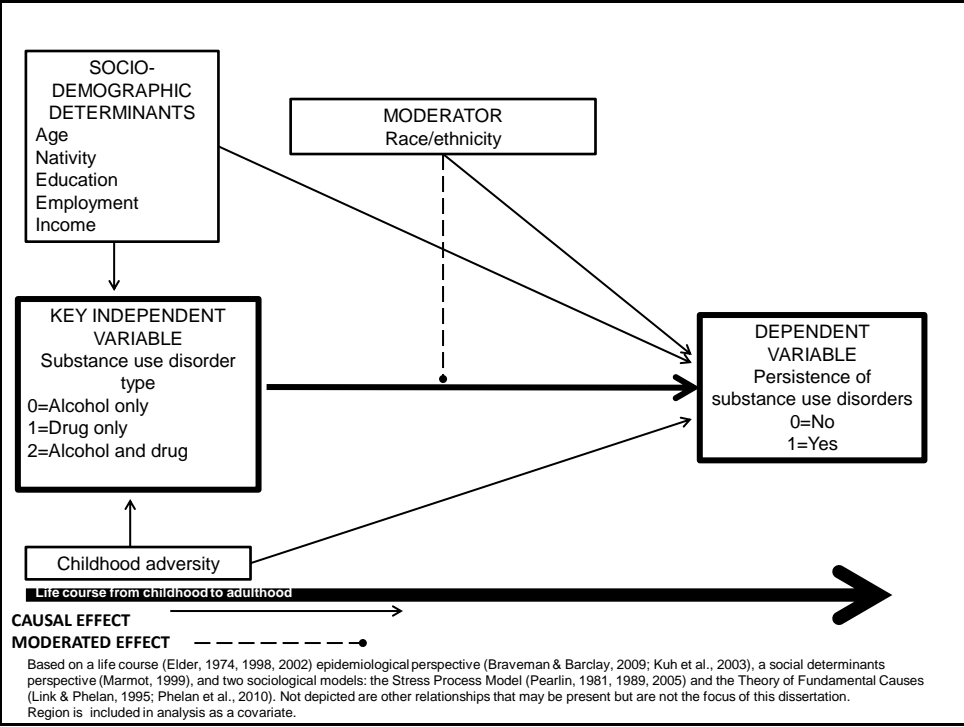 SOCIO-
DEMOGRAPHIC
DETERMINANTS
Age
Nativity
Education
Employment
Income
MODERATOR
Race/ethnicity
KEY INDEPENDENT
VARIABLE
Substance use disorder
type
0=Alcohol only
1=Drug only
2=Alcohol and drug
DEPENDENT
VARIABLE
Persistence of
substance use disorders
0=No
1=Yes
Childhood adversity
Life course from childhood to adulthood
CAUSAL EFFECT
MODERATED EFFECT
Based on a life course (Elder, 1974, 1998, 2002) epidemiological perspective (Braveman & Barclay, 2009; Kuh et al., 2003), a social determinants
perspective (Marmot, 1999), and two sociological models: the Stress Process Model (Pearlin, 1981, 1989, 2005) and the Theory of Fundamental Causes
(Link & Phelan, 1995; Phelan et al., 2010). Not depicted are other relationships that may be present but are not the focus of this dissertation.
Region is included in analysis as a covariate.